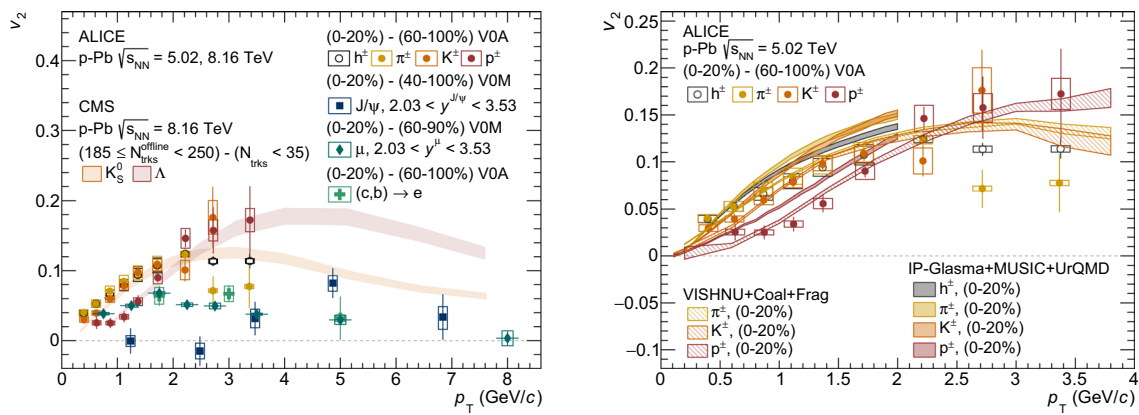 v₂
0.4
0.3
0.2
0.1
0
ALICE
p-Pb √s_NN = 5.02, 8.16 TeV
CMS
p-Pb √s_NN = 8.16 TeV
(185 ≤ N_trks^offline < 250) - (N_trks < 35)
K_S^0 Λ
(0-20%) - (60-100%) V0A
h± π± K± p±
(0-20%) - (40-100%) V0M
J/ψ, 2.03 < y^J/ψ < 3.53
(0-20%) - (60-90%) V0M
μ, 2.03 < y^μ < 3.53
(0-20%) - (60-100%) V0A
(c,b) → e
0 1 2 3 4 5 6 7 8
p_T (GeV/c)
v₂
0.25
0.2
0.15
0.1
0.05
0
−0.05
−0.1
ALICE
p-Pb √s_NN = 5.02 TeV
(0-20%) - (60-100%) V0A
h± π± K± p±
VISHNU+Coal+Frag
π±, (0-20%)
K±, (0-20%)
p±, (0-20%)
IP-Glasma+MUSIC+UrQMD
h±, (0-20%)
π±, (0-20%)
K±, (0-20%)
p±, (0-20%)
0 0.5 1 1.5 2 2.5 3 3.5 4
p_T (GeV/c)